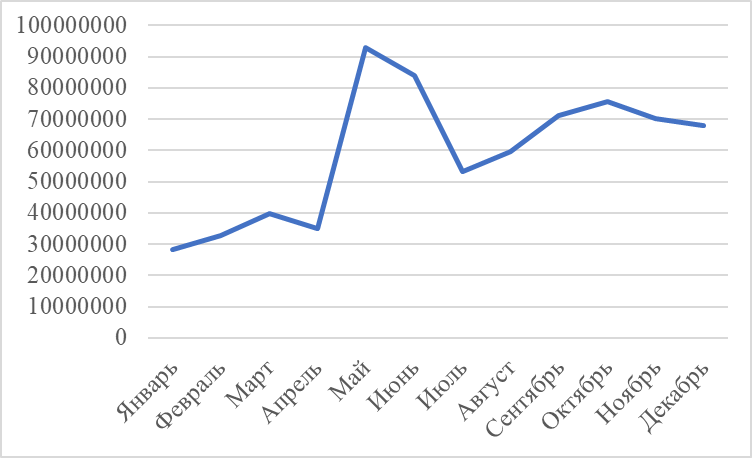 100000000
90000000
80000000
70000000
60000000
50000000
40000000
30000000
20000000
10000000
0
Январь
Февраль
Март
Апрель
Май
Июнь
Июль
Август
Сентябрь
Октябрь
Ноябрь
Декабрь